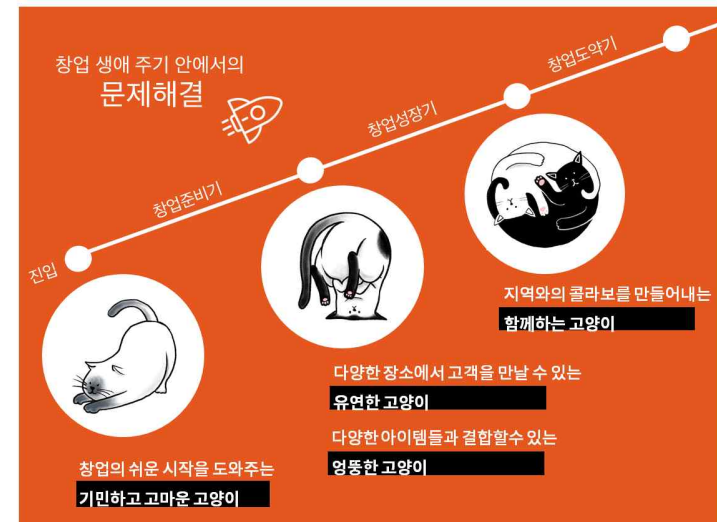 창업 생애 주기 안에서의
문제해결
진입
창업준비기
창업성장기
창업도약기
창업의 쉬운 시작을 도와주는
기민하고 고마운 고양이
다양한 장소에서 고객을 만날 수 있는
유연한 고양이
다양한 아이템들과 결합할수 있는
엉뚱한 고양이
지역와의 콜라보를 만들어내는
함께하는 고양이